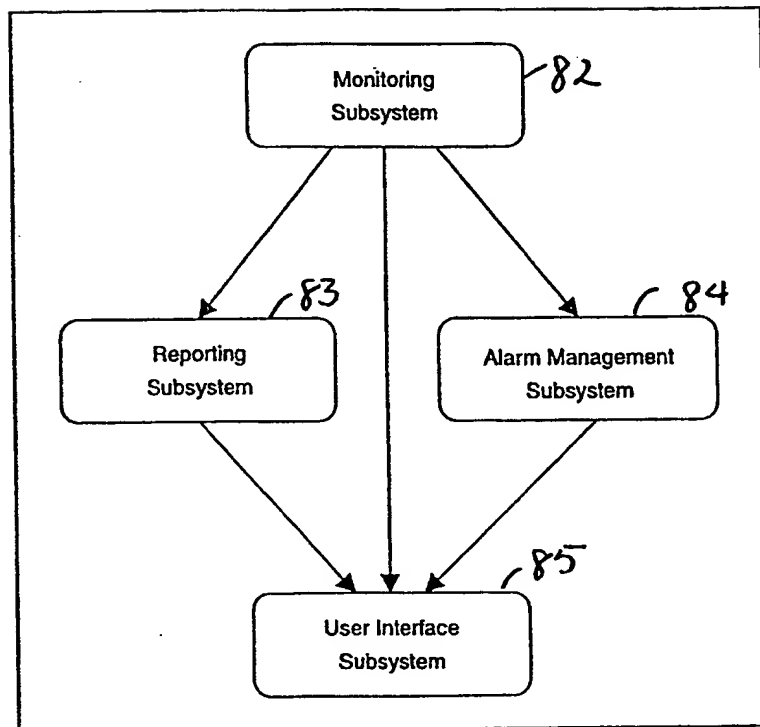 Monitoring
Subsystem
82
83
84
Reporting
Subsystem
Alarm Management
Subsystem
85
User Interface
Subsystem